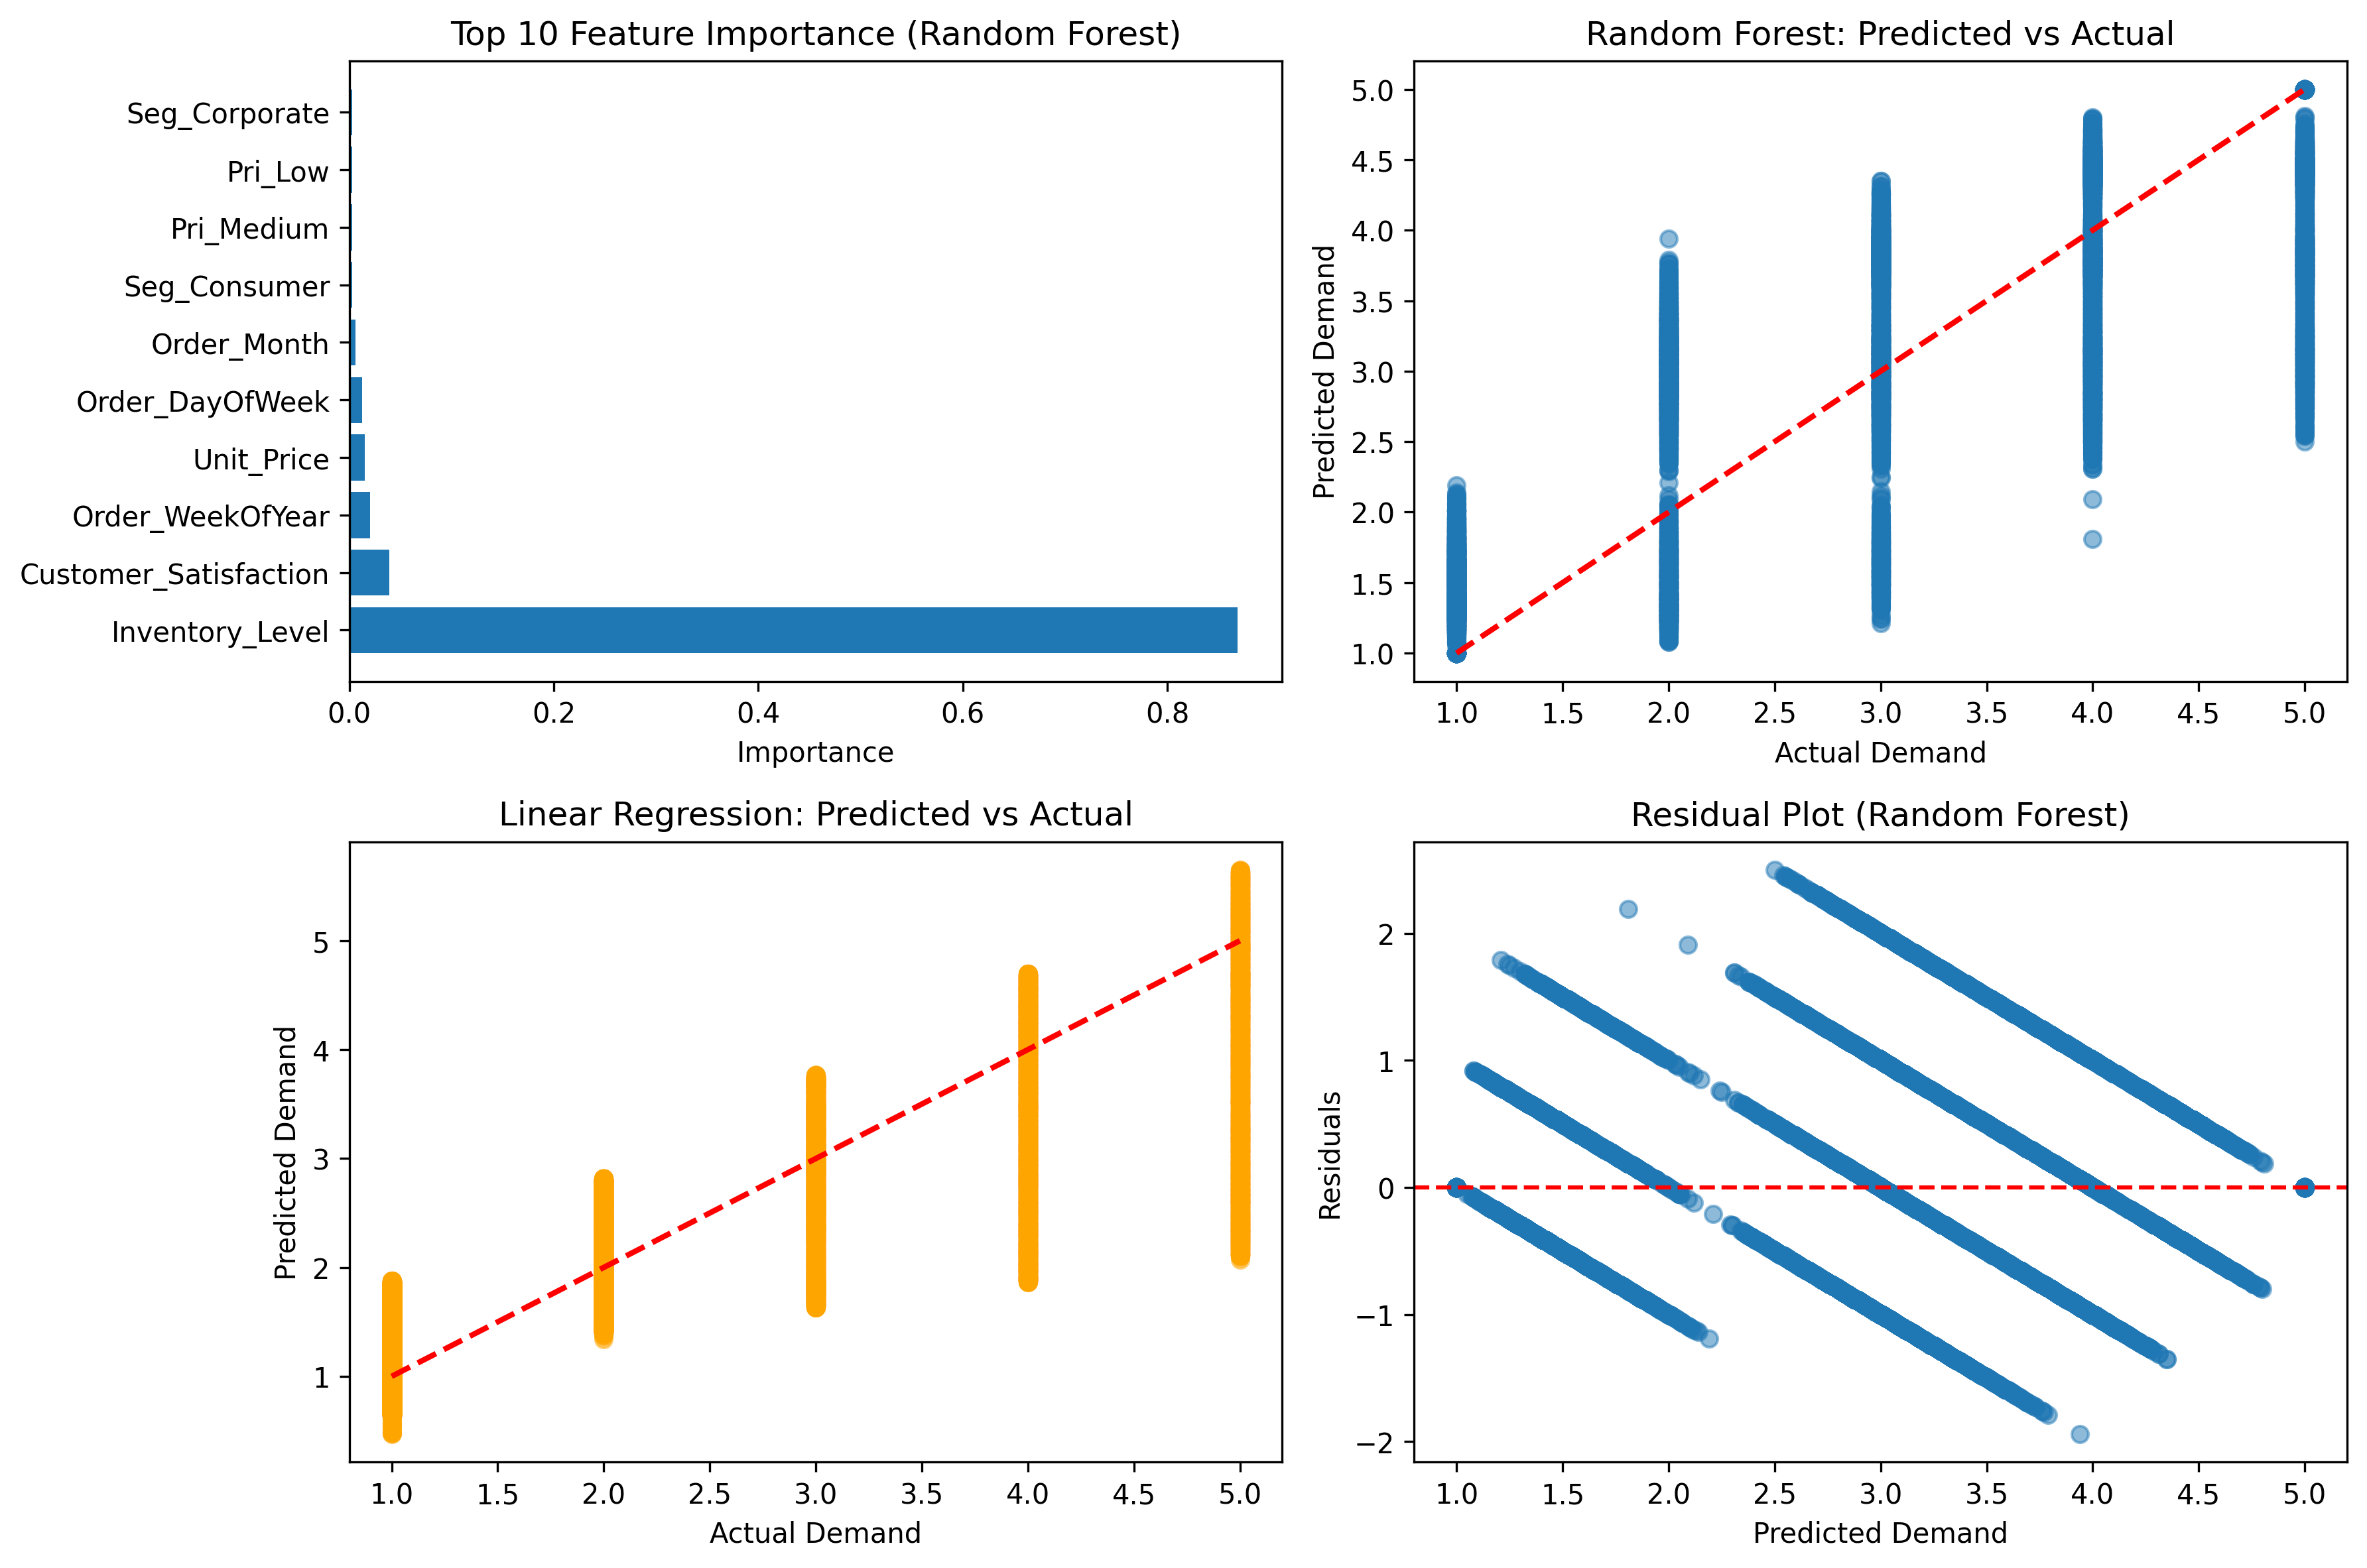 Top 10 Feature Importance (Random Forest)
Seg_Corporate
Pri_Low
Pri_Medium
Seg_Consumer
Order_Month
Order_DayOfWeek
Unit_Price
Order_WeekOfYear
Customer_Satisfaction
Inventory_Level
0.0 0.2 0.4 0.6 0.8
Importance
Random Forest: Predicted vs Actual
Predicted Demand
5.0
4.5
4.0
3.5
3.0
2.5
2.0
1.5
1.0
1.0 1.5 2.0 2.5 3.0 3.5 4.0 4.5 5.0
Actual Demand
Linear Regression: Predicted vs Actual
Predicted Demand
5
4
3
2
1
1.0 1.5 2.0 2.5 3.0 3.5 4.0 4.5 5.0
Actual Demand
Residual Plot (Random Forest)
Residuals
2
1
0
−1
−2
1.0 1.5 2.0 2.5 3.0 3.5 4.0 4.5 5.0
Predicted Demand